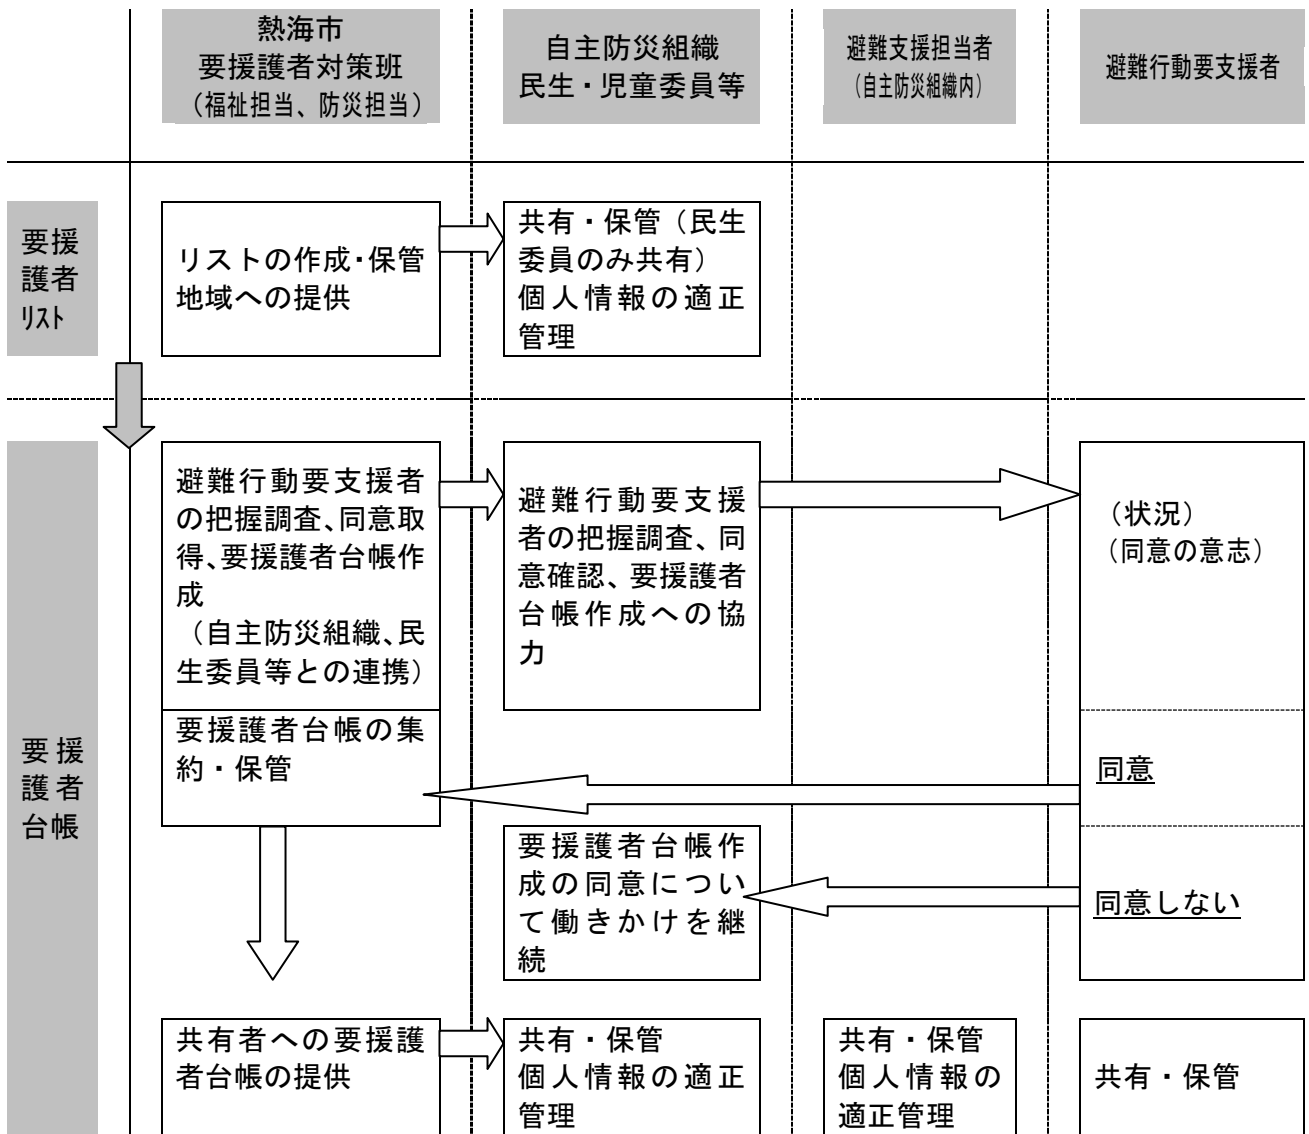 熱海市
要援護者対策班
（福祉担当、防災担当）
自主防災組織
民生・児童委員等
避難支援担当者
（自主防災組織内）
避難行動要支援者
要援
護者
リスト
リストの作成・保管
地域への提供
共有・保管（民生
委員のみ共有）
個人情報の適正
管理
要援
護者
台帳
避難行動要支援者
の把握調査、同意取
得、要援護者台帳作
成
（自主防災組織、民
生委員等との連携）
避難行動要支援
者の把握調査、同
意確認、要援護者
台帳作成への協
力
（状況）
（同意の意志）
要援護者台帳の集
約・保管
同意
要援護者台帳作
成の同意につい
て働きかけを継
続
同意しない
共有者への要援護
者台帳の提供
共有・保管
個人情報の適正
管理
共有・保管
個人情報の
適正管理
共有・保管